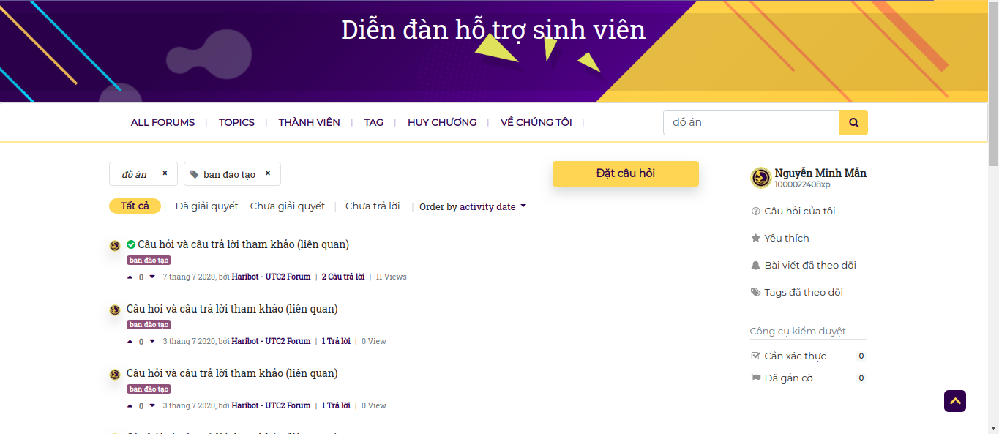 Diễn đàn hỗ trợ sinh viên
ALL FORUMS | TOPICS | THÀNH VIÊN | TAG | HUY CHƯƠNG | VỀ CHÚNG TÔI |
đồ án
đồ án × ban đào tạo ×
Đặt câu hỏi
Tất cả | Đã giải quyết Chưa giải quyết | Chưa trả lời | Order by activity date
Câu hỏi và câu trả lời tham khảo (liên quan)
ban đào tạo
0 7 tháng 7 2020, bởi Haribot - UTC2 Forum | 2 Câu trả lời | 11 Views
Câu hỏi và câu trả lời tham khảo (liên quan)
ban đào tạo
0 3 tháng 7 2020, bởi Haribot - UTC2 Forum | 1 Trả lời | 0 View
Câu hỏi và câu trả lời tham khảo (liên quan)
ban đào tạo
0 3 tháng 7 2020, bởi Haribot - UTC2 Forum | 1 Trả lời | 0 View
Nguyễn Minh Mẫn
1000022408xp
Câu hỏi của tôi
Yêu thích
Bài viết đã theo dõi
Tags đã theo dõi
Công cụ kiểm duyệt
Cần xác thực 0
Đã gắn cờ 0